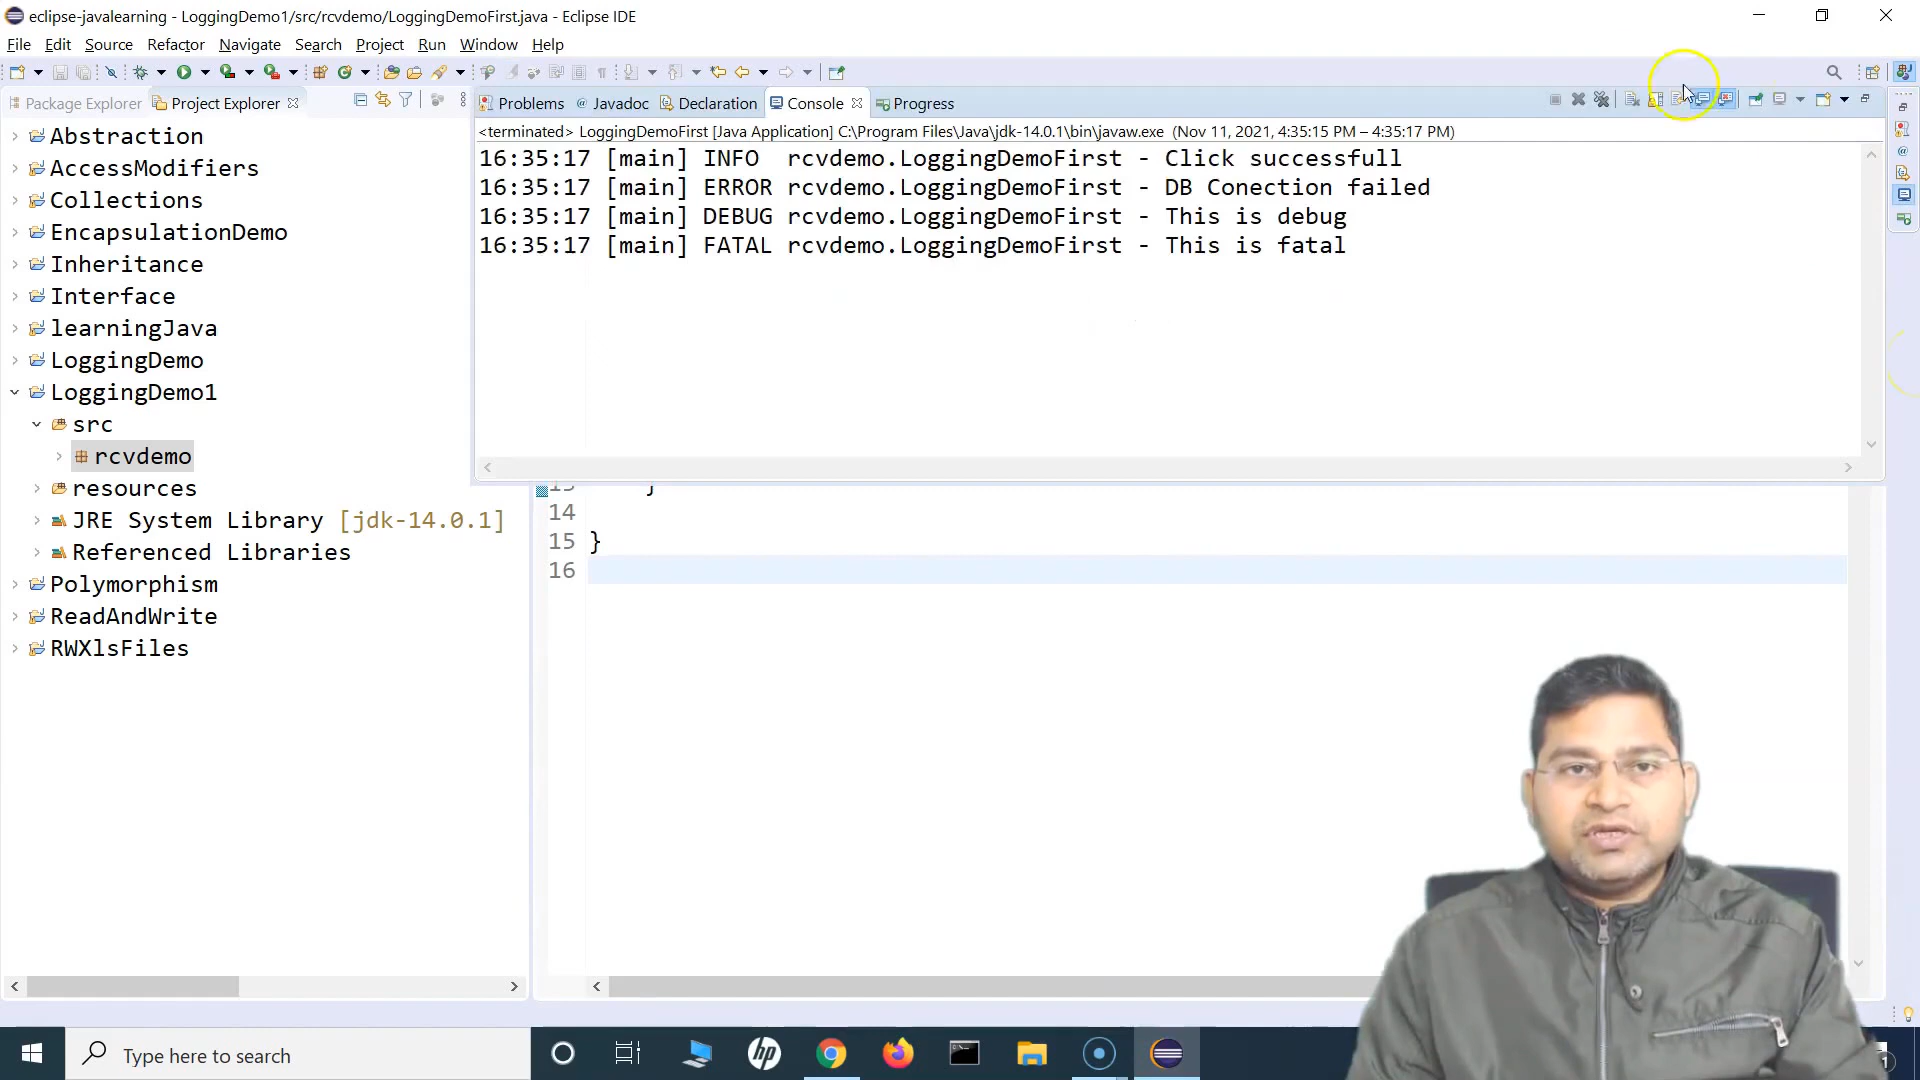 eclipse-javalearning - LoggingDemo1/src/rcvdemo/LoggingDemoFirst.java - Eclipse IDE
File Edit Source Refactor Navigate Search Project Run Window Help
Package Explorer Project Explorer
Problems Javadoc Declaration Console Progress
<terminated> LoggingDemoFirst [Java Application] C:\Program Files\Java\jdk-14.0.1\bin\javaw.exe (Nov 11, 2021, 4:35:15 PM – 4:35:17 PM)
16:35:17 [main] INFO  rcvdemo.LoggingDemoFirst - Click successfull
16:35:17 [main] ERROR rcvdemo.LoggingDemoFirst - DB Conection failed
16:35:17 [main] DEBUG rcvdemo.LoggingDemoFirst - This is debug
16:35:17 [main] FATAL rcvdemo.LoggingDemoFirst - This is fatal
Abstraction
AccessModifiers
Collections
EncapsulationDemo
Inheritance
Interface
learningJava
LoggingDemo
LoggingDemo1
src
rcvdemo
resources
JRE System Library [jdk-14.0.1]
Referenced Libraries
Polymorphism
ReadAndWrite
RWXlsFiles
14
15 }
16
Type here to search
hp